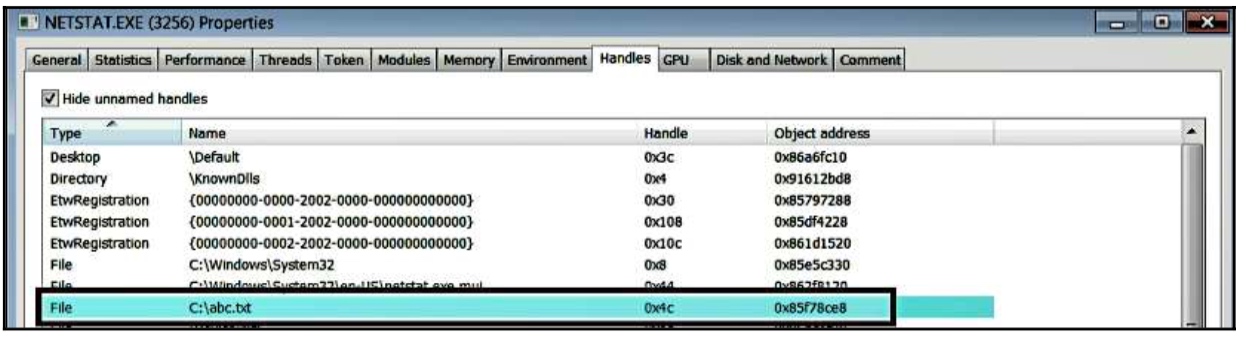 NETSTAT.EXE (3256) Properties
General Statistics Performance Threads Token Modules Memory Environment Handles GPU Disk and Network Comment
Hide unnamed handles
Type Name Handle Object address
Desktop \Default 0x3c 0x86a6fc10
Directory \KnownDlls 0x4 0x91612bd8
EtwRegistration {00000000-0000-2002-0000-000000000000} 0x30 0x85797288
EtwRegistration {00000000-0001-2002-0000-000000000000} 0x108 0x85df4228
EtwRegistration {00000000-0002-2002-0000-000000000000} 0x10c 0x861d1520
File C:\Windows\System32 0x8 0x85e5c330
File C:\Windows\System32\en-US\netstat.exe.mui 0x44 0x862f8120
File C:\abc.txt 0x4c 0x85f78ce8